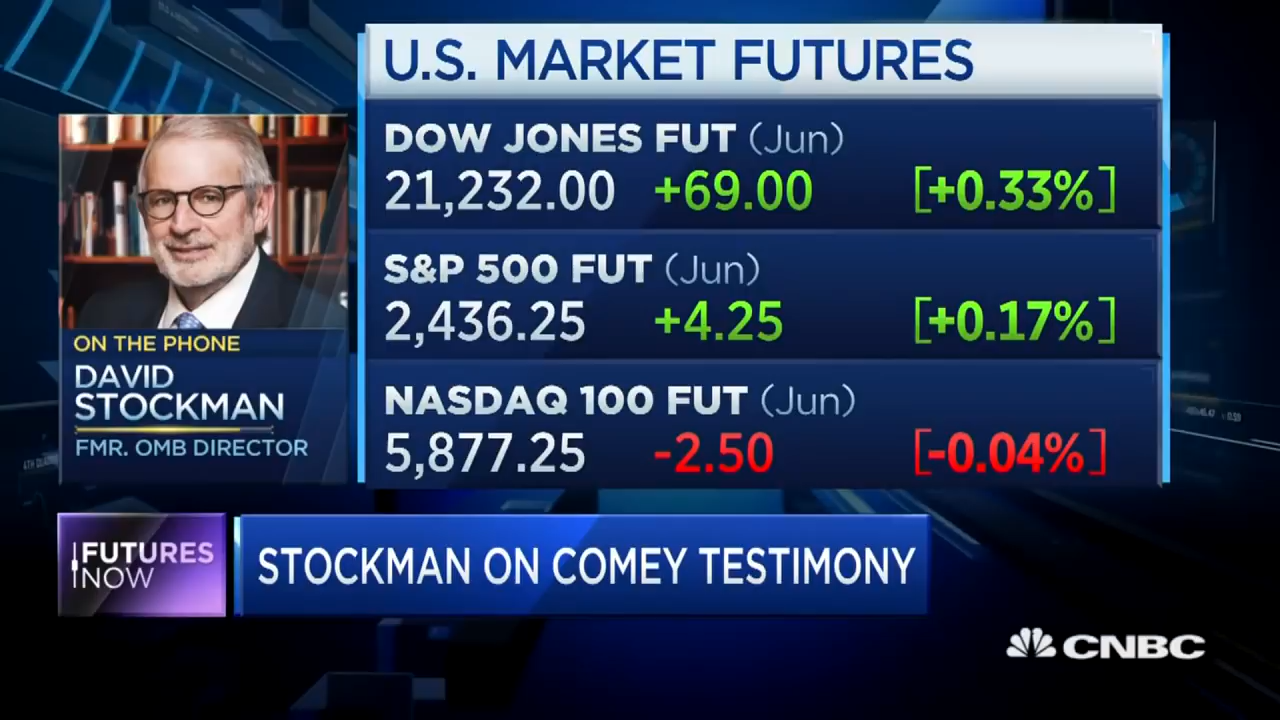 U.S. MARKET FUTURES
DOW JONES FUT (Jun)
21,232.00 +69.00 [+0.33%]
S&P 500 FUT (Jun)
2,436.25 +4.25 [+0.17%]
NASDAQ 100 FUT (Jun)
5,877.25 -2.50 [-0.04%]
ON THE PHONE
DAVID
STOCKMAN
FMR. OMB DIRECTOR
FUTURES
NOW
STOCKMAN ON COMEY TESTIMONY
CNBC